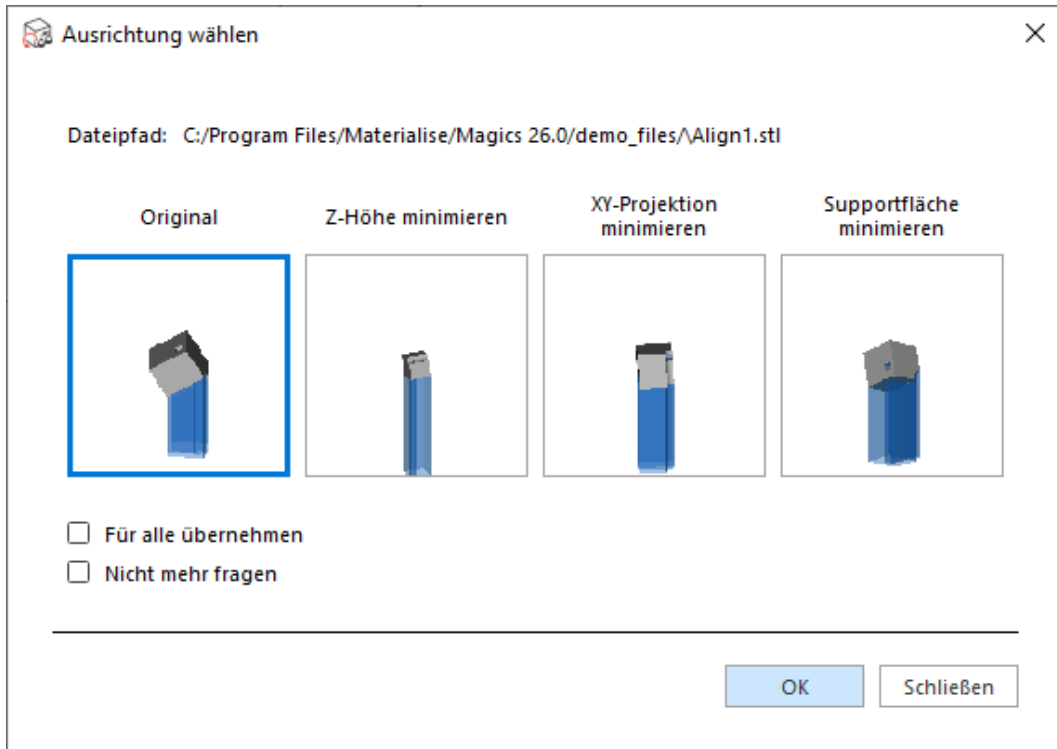 Ausrichtung wählen
Dateipfad: C:/Program Files/Materialise/Magics 26.0/demo_files/\Align1.stl
Original
Z-Höhe minimieren
XY-Projektion
minimieren
Supportfläche
minimieren
Für alle übernehmen
Nicht mehr fragen
OK
Schließen